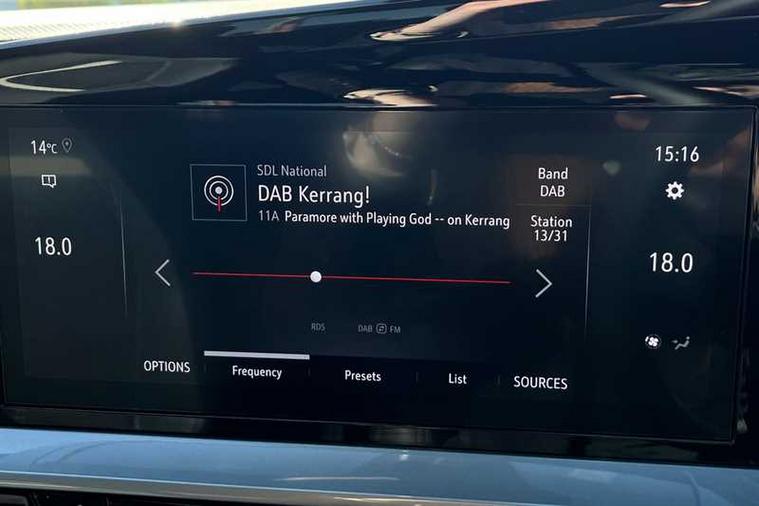 14°C
18.0
SDL National
DAB Kerrang!
11A Paramore with Playing God -- on Kerrang
Band
DAB
Station
13/31
15:16
18.0
RDS
DAB FM
OPTIONS
Frequency
Presets
List
SOURCES